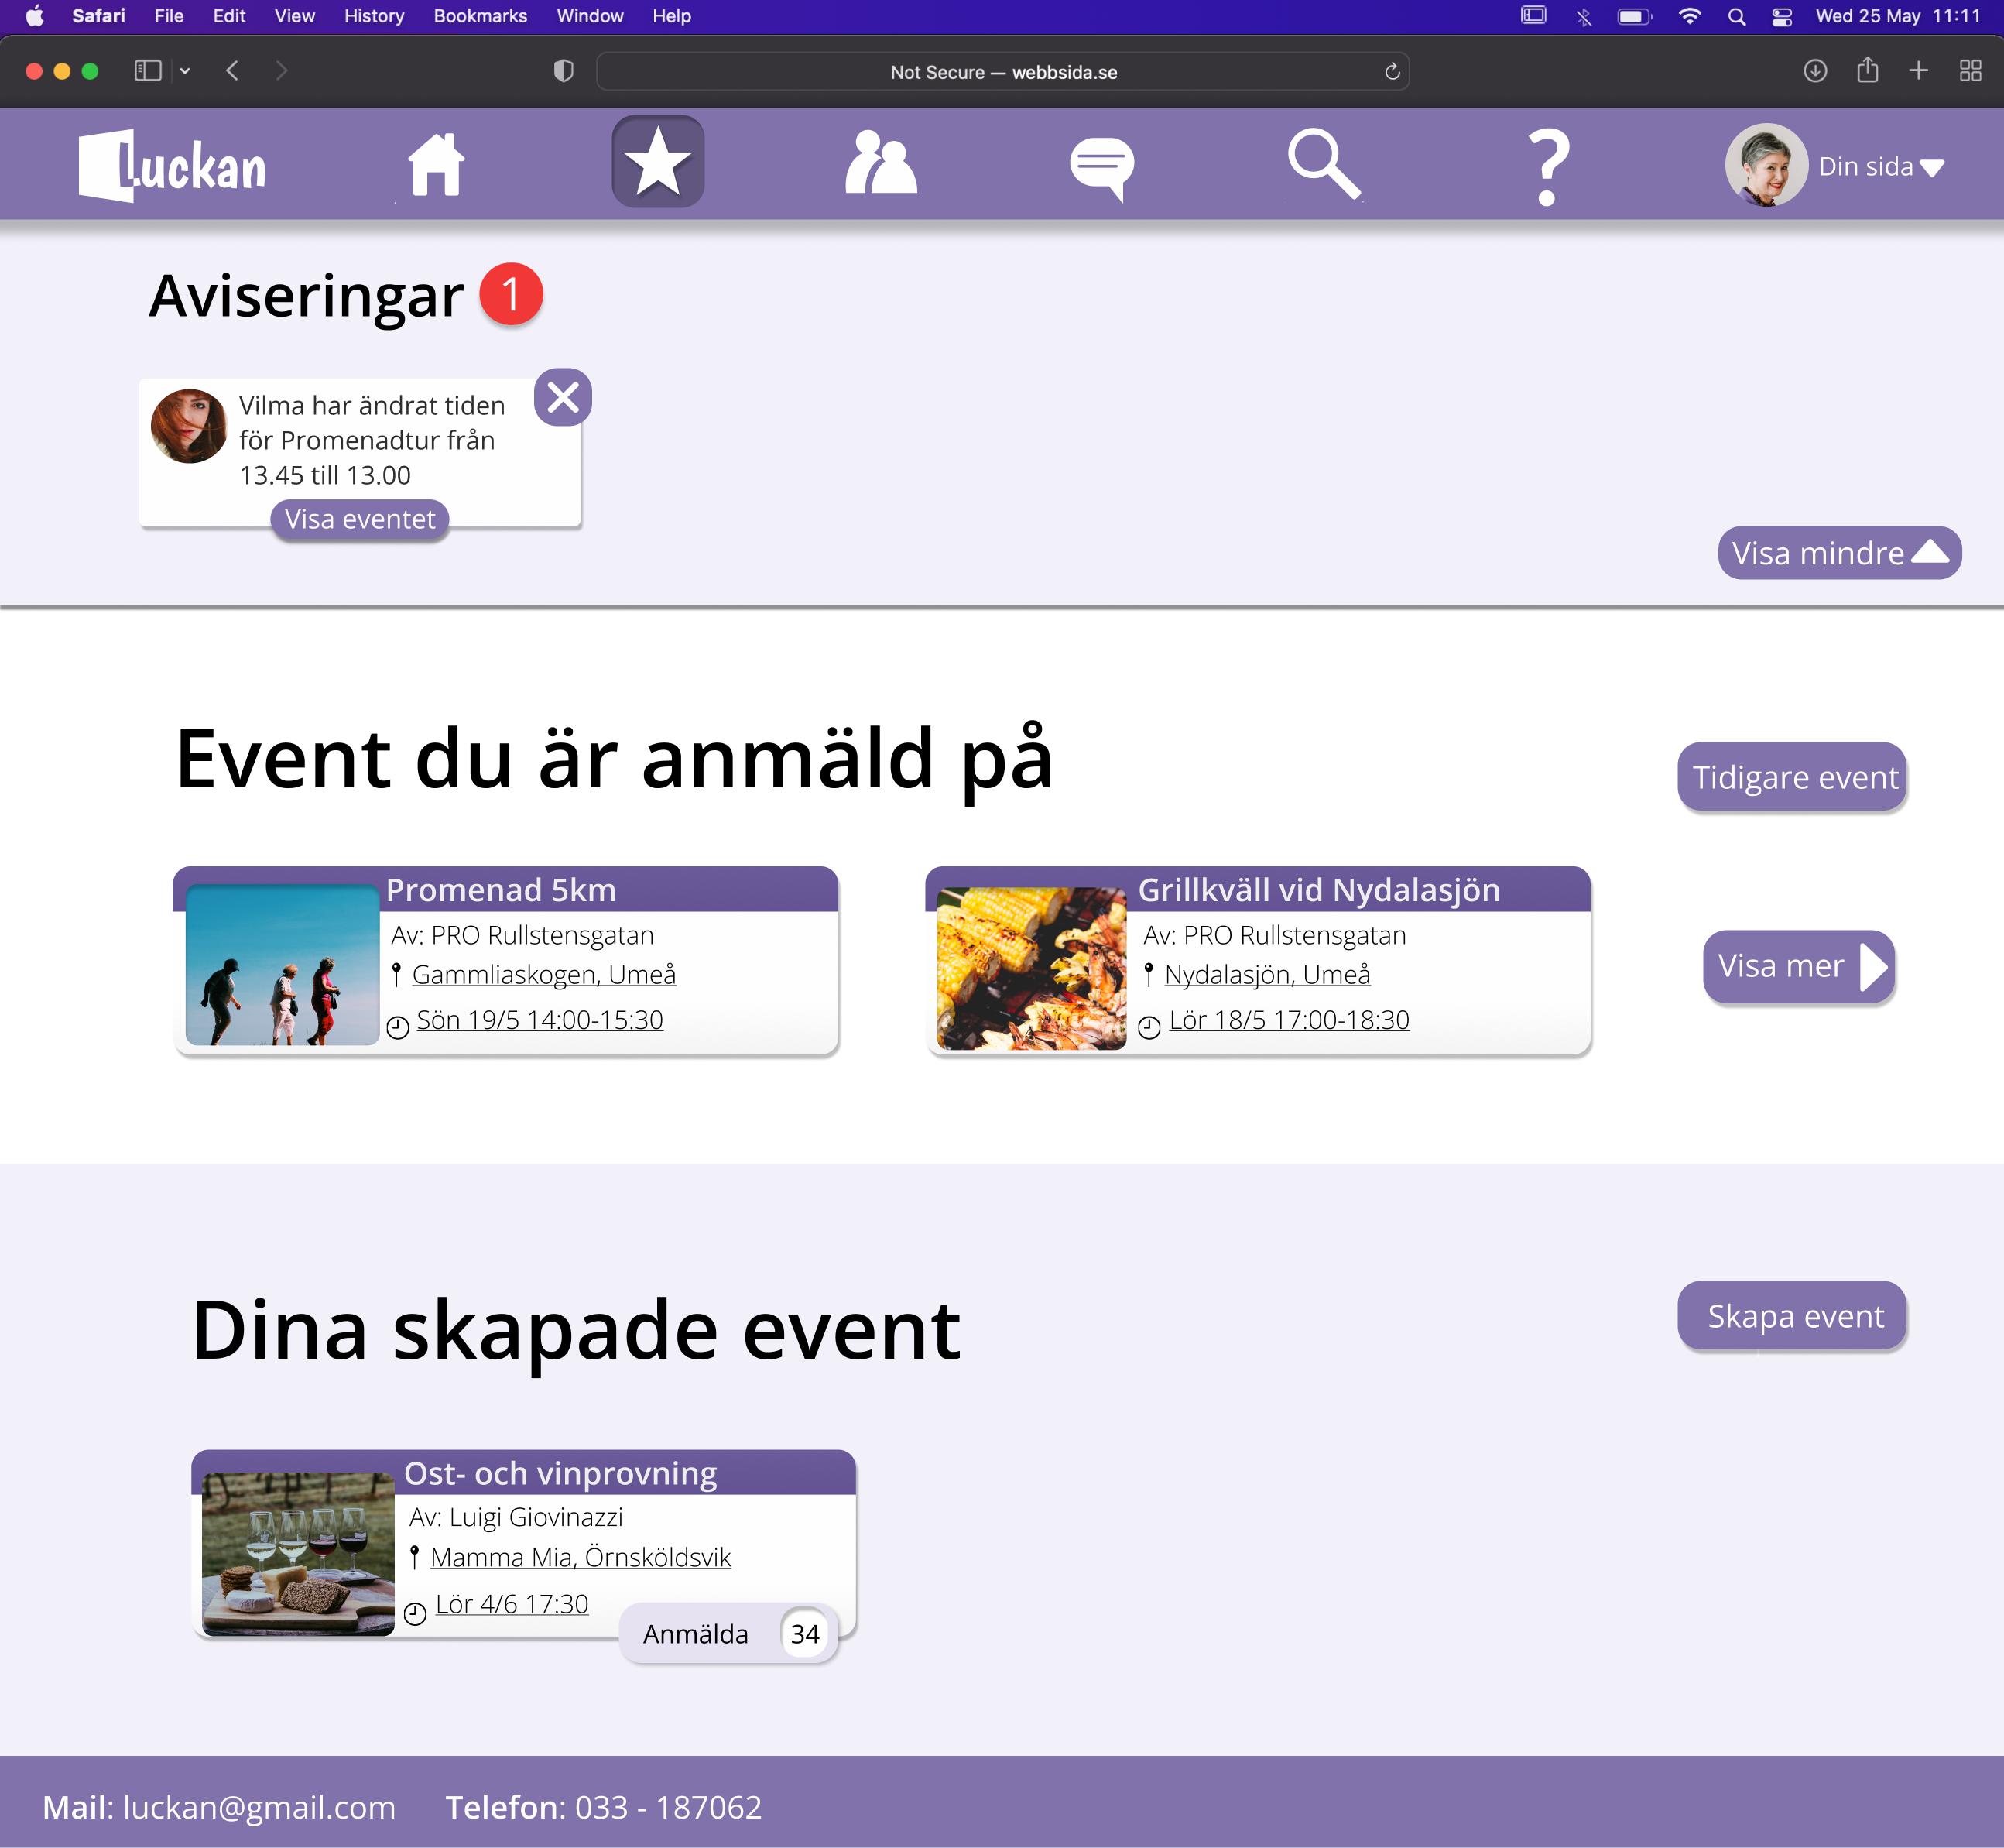 Safari File Edit View History Bookmarks Window Help Wed 25 May 11:11
Not Secure — webbsida.se
Luckan ? Din sida
Aviseringar 1
Vilma har ändrat tiden
för Promenadtur från
13.45 till 13.00
Visa eventet
Visa mindre
Event du är anmäld på
Tidigare event
Promenad 5km
Av: PRO Rullstensgatan
Gammliaskogen, Umeå
Sön 19/5 14:00-15:30
Grillkväll vid Nydalasjön
Av: PRO Rullstensgatan
Nydalasjön, Umeå
Lör 18/5 17:00-18:30
Visa mer
Dina skapade event
Skapa event
Ost- och vinprovning
Av: Luigi Giovinazzi
Mamma Mia, Örnsköldsvik
Lör 4/6 17:30
Anmälda 34
Mail: luckan@gmail.com Telefon: 033 - 187062